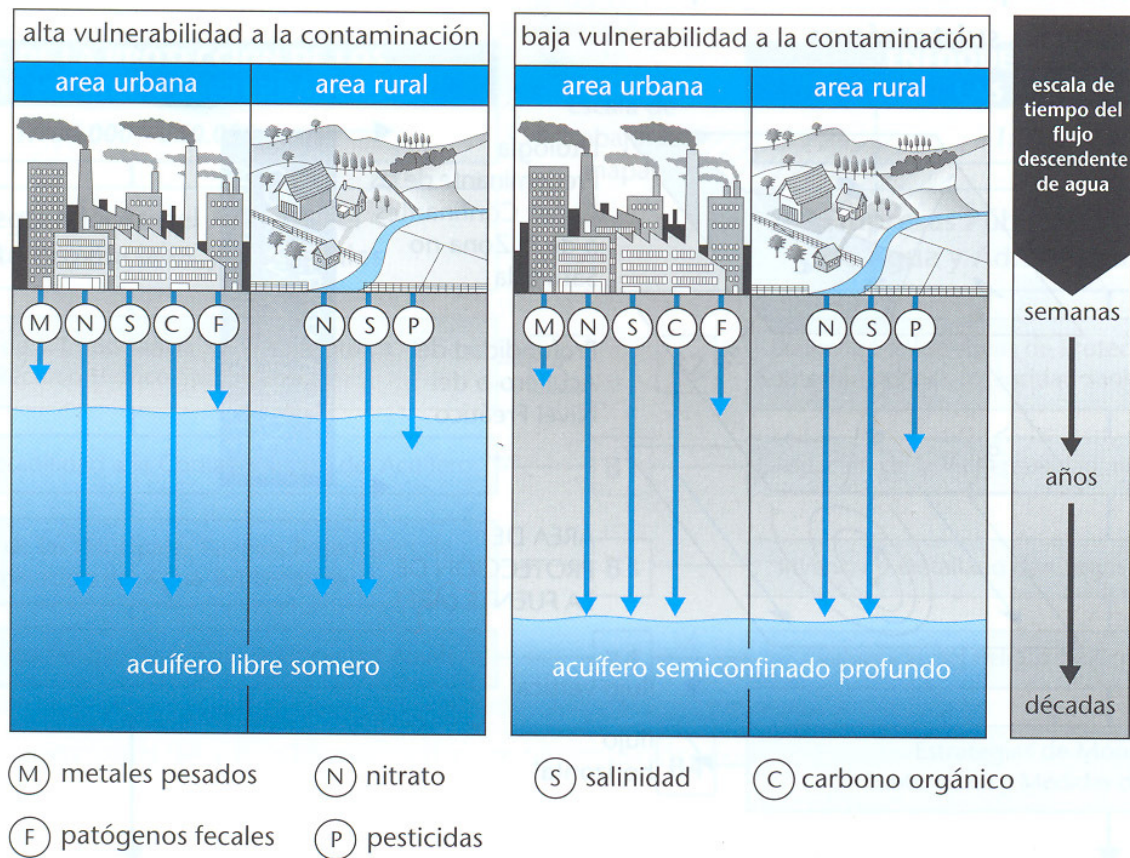 alta vulnerabilidad a la contaminación
area urbana
area rural
M N S C F
N S P
acuífero libre somero
baja vulnerabilidad a la contaminación
area urbana
area rural
M N S C F
N S P
acuífero semiconfinado profundo
escala de
tiempo del
flujo
descendente
de agua
semanas
años
décadas
M metales pesados
N nitrato
S salinidad
C carbono orgánico
F patógenos fecales
P pesticidas